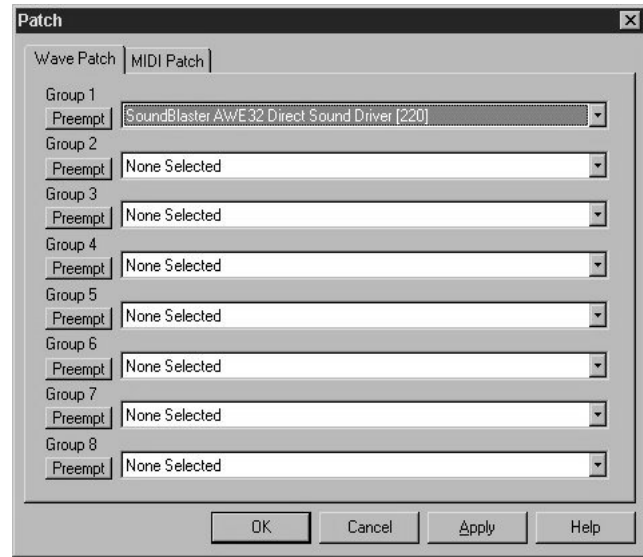 Patch
Wave Patch MIDI Patch
Group 1
Preempt SoundBlaster AWE32 Direct Sound Driver [220]
Group 2
Preempt None Selected
Group 3
Preempt None Selected
Group 4
Preempt None Selected
Group 5
Preempt None Selected
Group 6
Preempt None Selected
Group 7
Preempt None Selected
Group 8
Preempt None Selected
OK Cancel Apply Help